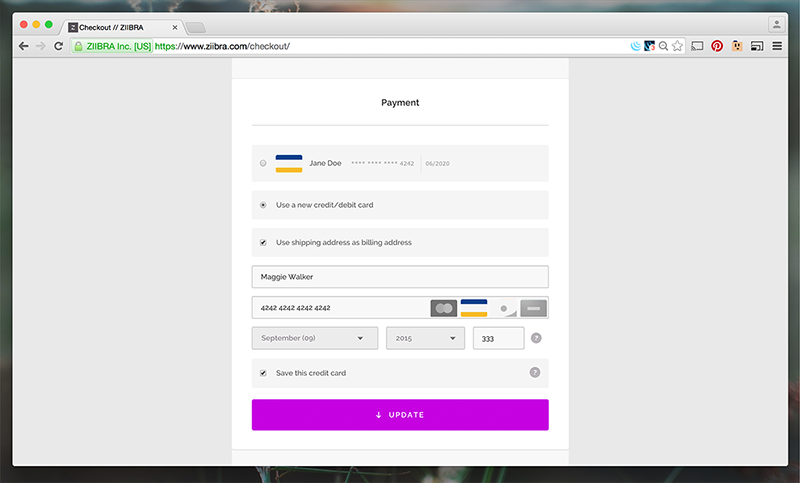 Checkout // ZIIBRA
ZIIBRA Inc. [US] https://www.ziibra.com/checkout/
Payment
Jane Doe **** **** **** 4242 06/2020
Use a new credit/debit card
Use shipping address as billing address
Maggie Walker
4242 4242 4242 4242
September (09) 2015 333 ?
Save this credit card ?
↓ UPDATE